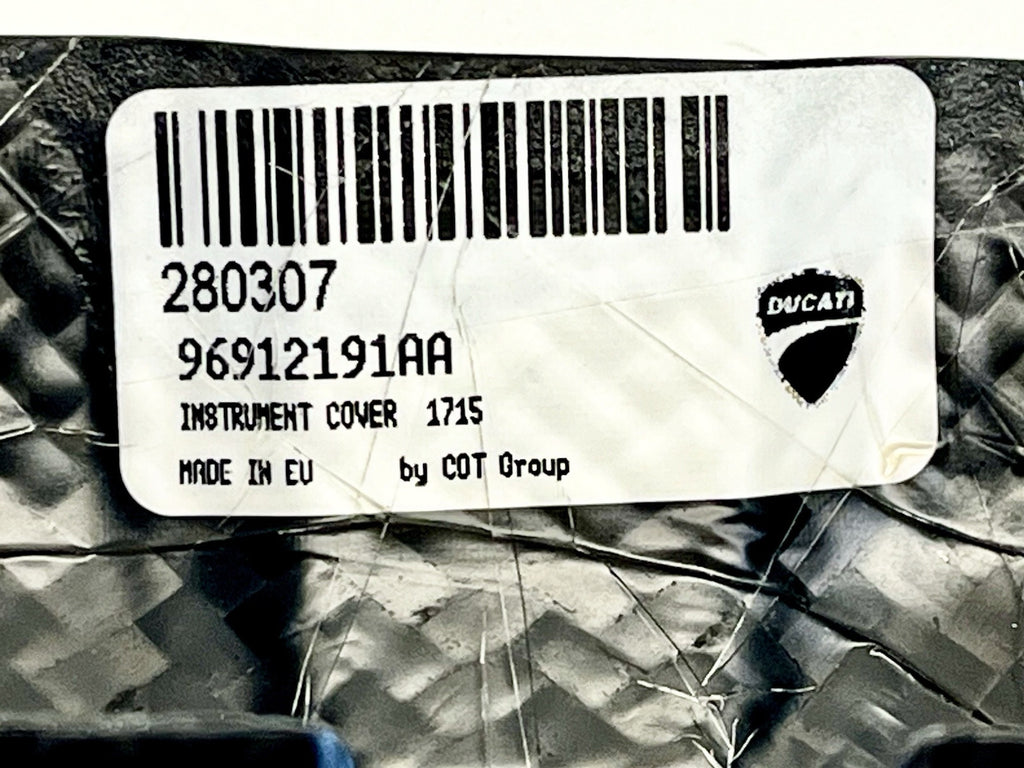 280307
96912191AA
INSTRUMENT COVER 1715
MADE IN EU by COT Group
DUCATI